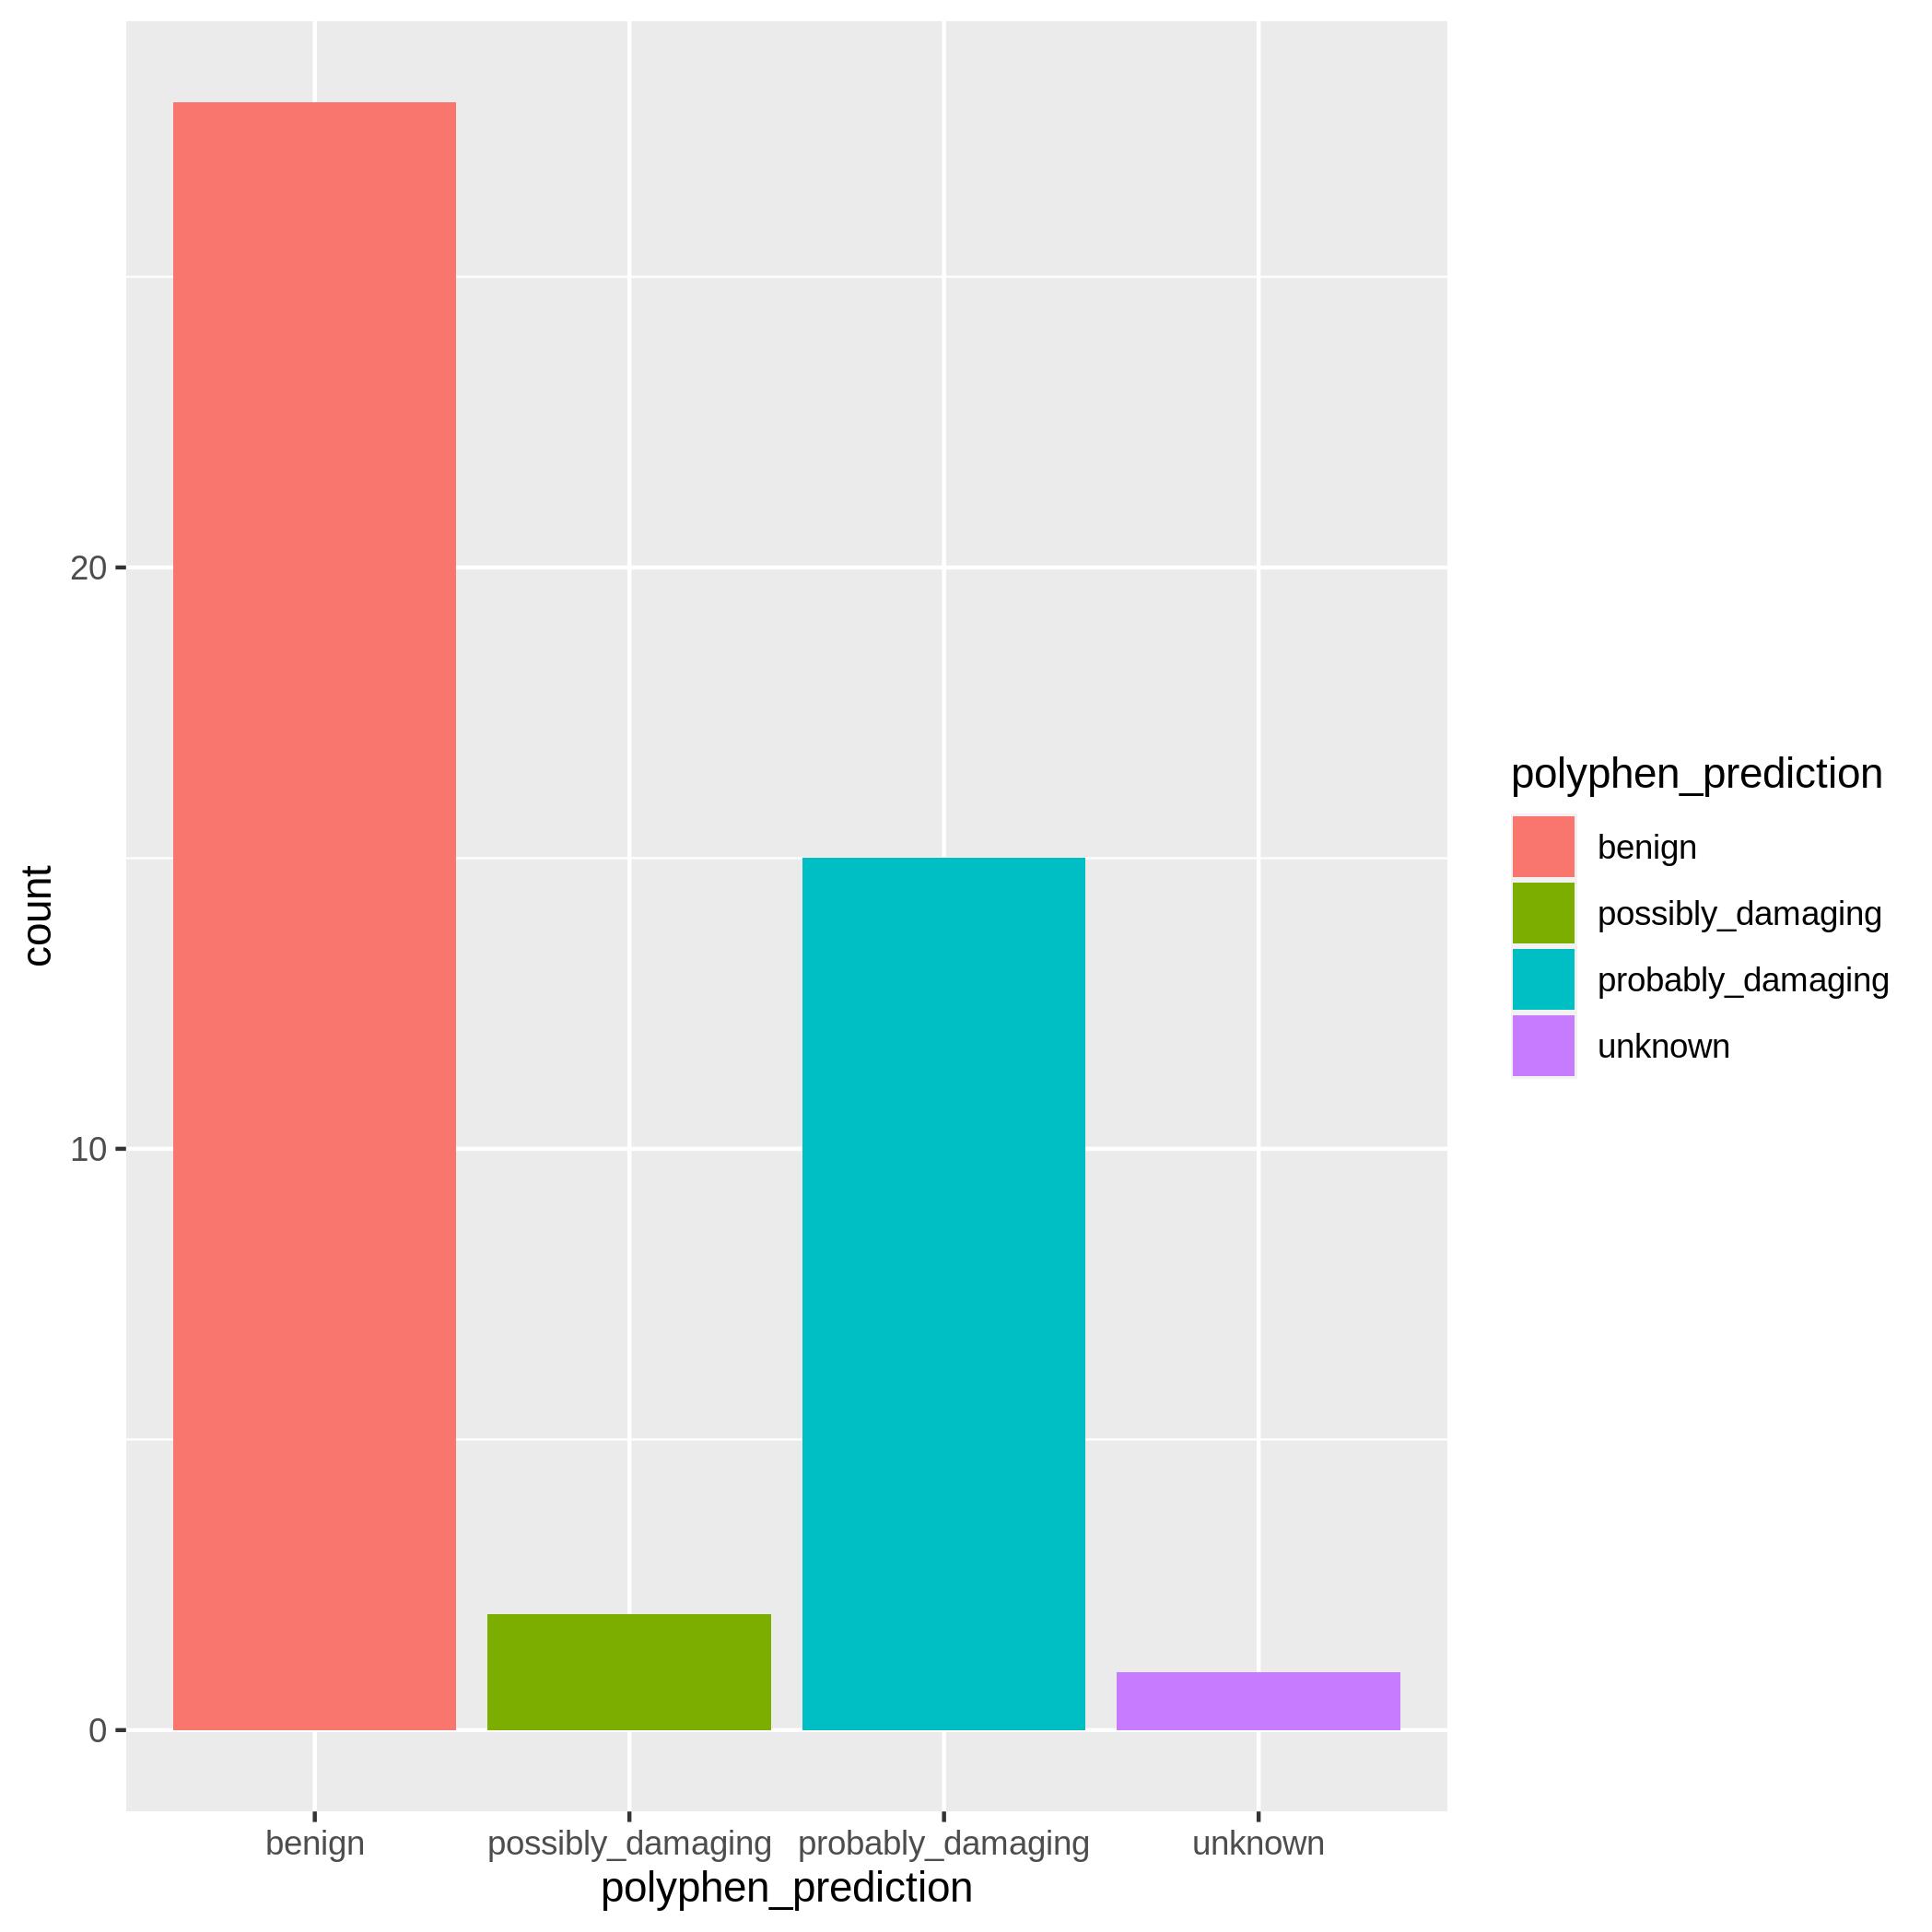 count
20
10
0
benign
possibly_damaging
probably_damaging
unknown
polyphen_prediction
polyphen_prediction
benign
possibly_damaging
probably_damaging
unknown